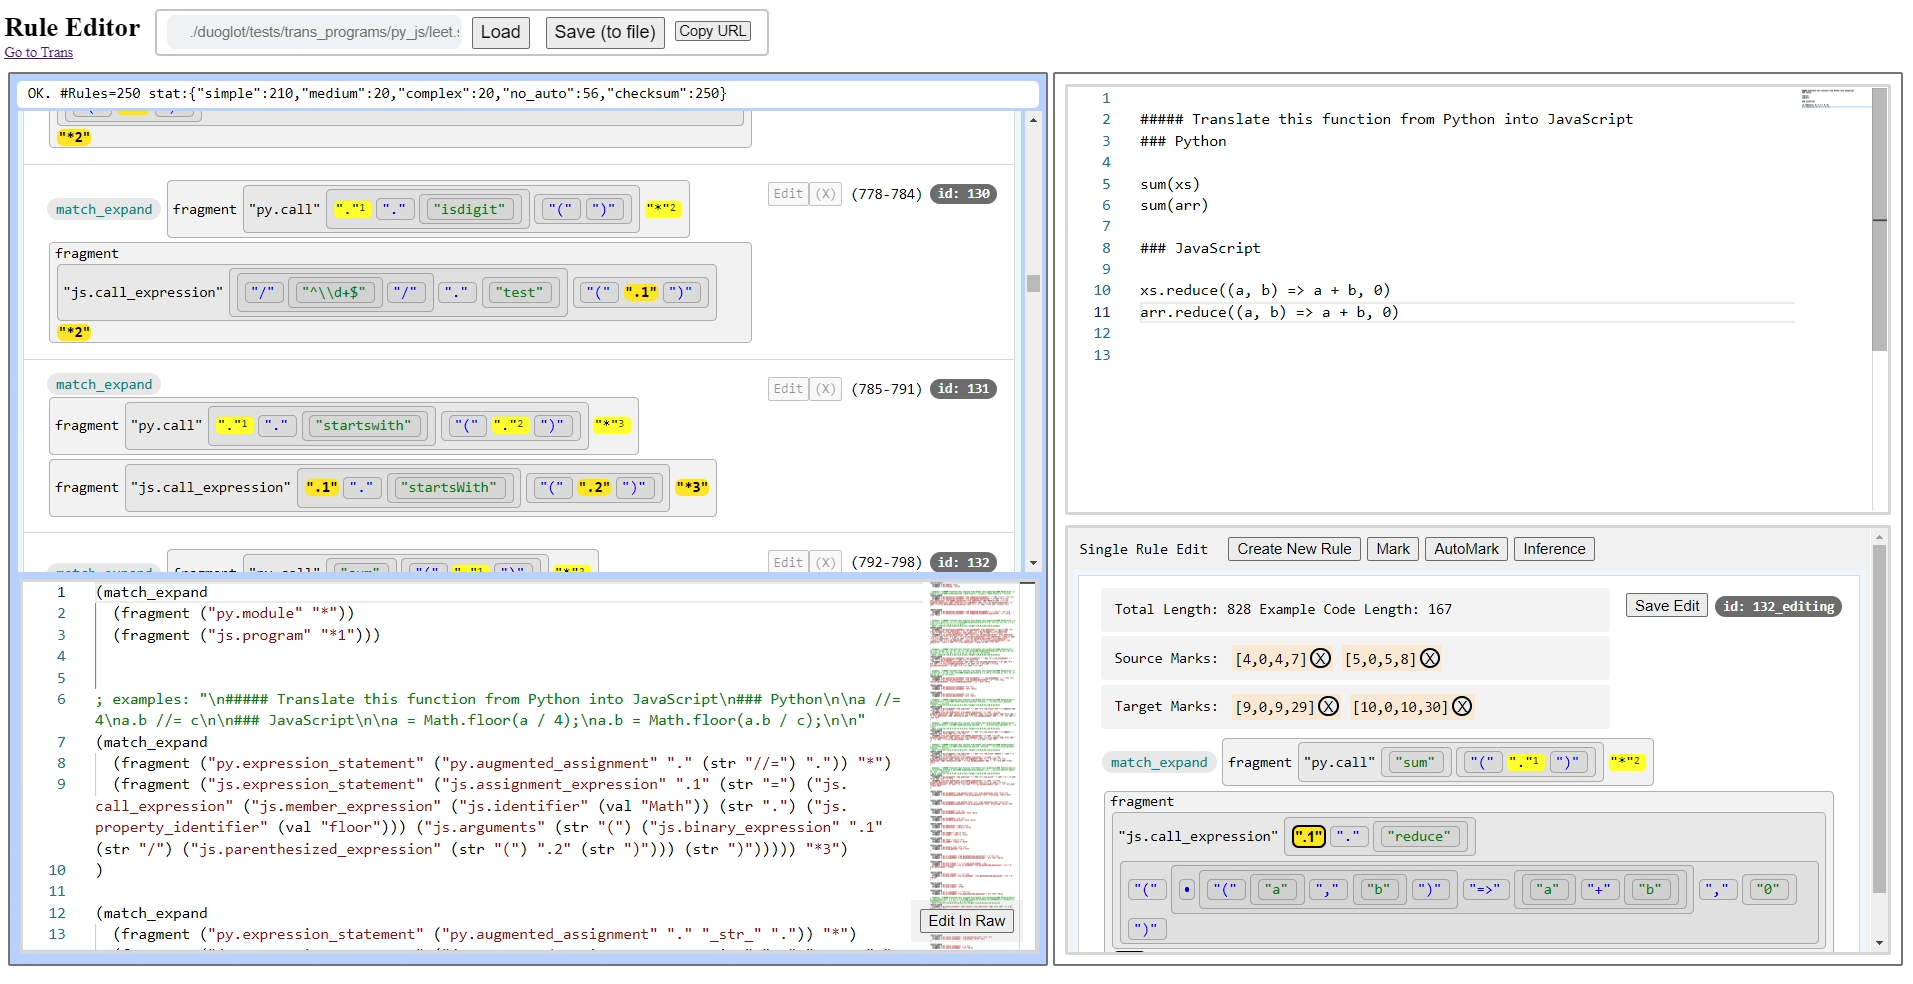 Rule Editor
Go to Trans
./duoglot/tests/trans_programs/py_js/leet.s
Load
Save (to file)
Copy URL
OK. #Rules=250 stat:{"simple":210,"medium":20,"complex":20,"no_auto":56,"checksum":250}
"*2"
match_expand fragment "py.call" "."1 "." "isdigit" "(" ")" "*"2
Edit (X) (778-784) id: 130
fragment
"js.call_expression" "/" "^\\d+$" "/" "." "test" "(" ".1" ")"
"*2"
match_expand
Edit (X) (785-791) id: 131
fragment "py.call" "."1 "." "startswith" "(" "."2 ")" "*"3
fragment "js.call_expression" ".1" "." "startsWith" "(" ".2" ")" "*3"
match_expand fragment "py.call" "sum" "(" "."1 ")" "*"2
Edit (X) (792-798) id: 132
1 (match_expand
2 (fragment ("py.module" "*"))
3 (fragment ("js.program" "*1")))
4
5
6 ; examples: "\n##### Translate this function from Python into JavaScript\n### Python\n\na //=
4\na.b //= c\n\n### JavaScript\n\na = Math.floor(a / 4);\na.b = Math.floor(a.b / c);\n\n"
7 (match_expand
8 (fragment ("py.expression_statement" ("py.augmented_assignment" "." (str "//=") ".")) "*")
9 (fragment ("js.expression_statement" ("js.assignment_expression" ".1" (str "=") ("js.
call_expression" ("js.member_expression" ("js.identifier" (val "Math")) (str ".") ("js.
property_identifier" (val "floor"))) ("js.arguments" (str "(") ("js.binary_expression" ".1"
(str "/") ("js.parenthesized_expression" (str "(") ".2" (str ")"))) (str ")"))))) "*3")
10 )
11
12 (match_expand
13 (fragment ("py.expression_statement" ("py.augmented_assignment" "." "_str_" ".")) "*")
Edit In Raw
1
2 ##### Translate this function from Python into JavaScript
3 ### Python
4
5 sum(xs)
6 sum(arr)
7
8 ### JavaScript
9
10 xs.reduce((a, b) => a + b, 0)
11 arr.reduce((a, b) => a + b, 0)
12
13
Single Rule Edit
Create New Rule
Mark
AutoMark
Inference
Total Length: 828 Example Code Length: 167
Save Edit
id: 132_editing
Source Marks: [4,0,4,7]X [5,0,5,8]X
Target Marks: [9,0,9,29]X [10,0,10,30]X
match_expand fragment "py.call" "sum" "(" "."1 ")" "*"2
fragment
"js.call_expression" ".1" "." "reduce"
"(" • "(" "a" "," "b" ")" "=>" "a" "+" "b" "," "0"
")"